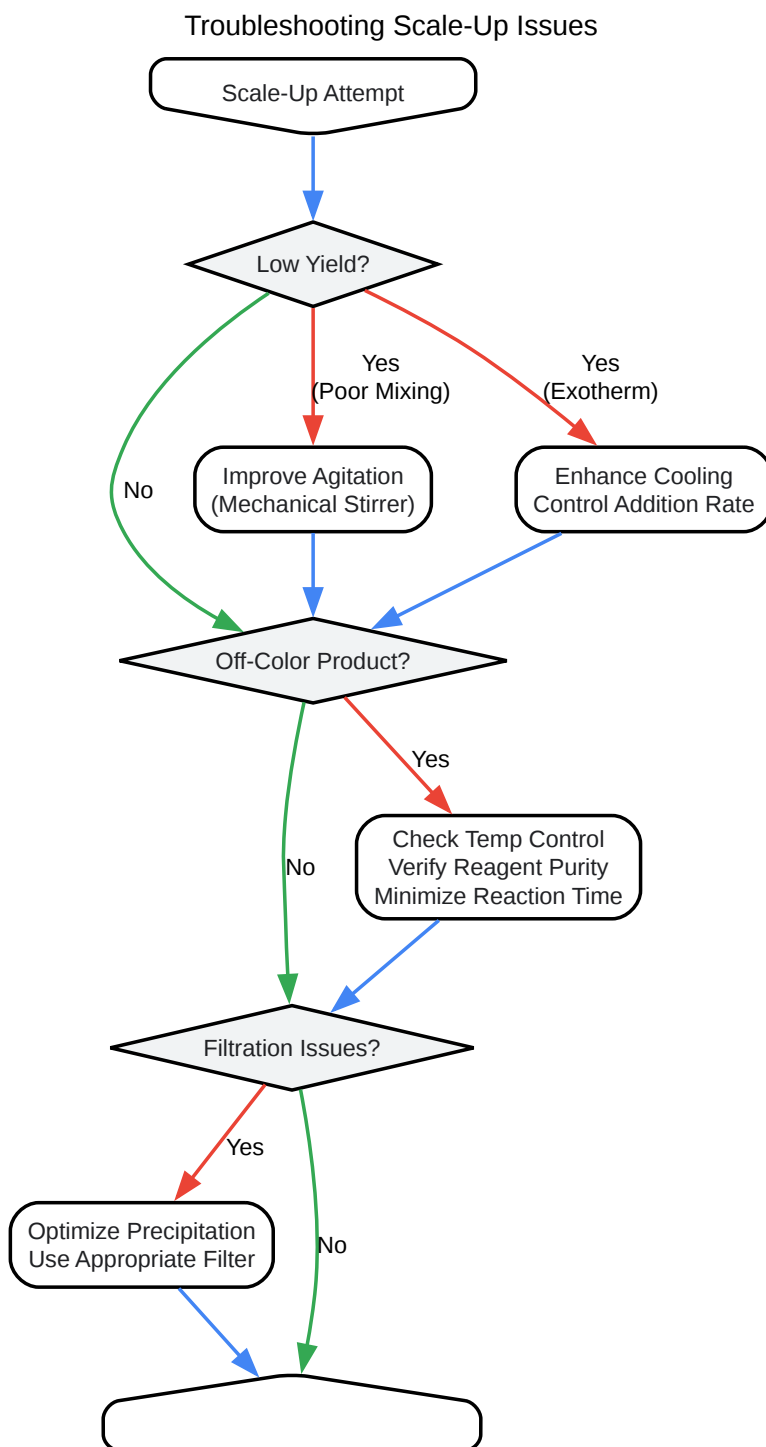 Troubleshooting Scale-Up Issues
Scale-Up Attempt
Low Yield?
Yes
(Poor Mixing)
Yes
(Exotherm)
No
Improve Agitation
(Mechanical Stirrer)
Enhance Cooling
Control Addition Rate
Off-Color Product?
Yes
No
Check Temp Control
Verify Reagent Purity
Minimize Reaction Time
Filtration Issues?
Yes
No
Optimize Precipitation
Use Appropriate Filter